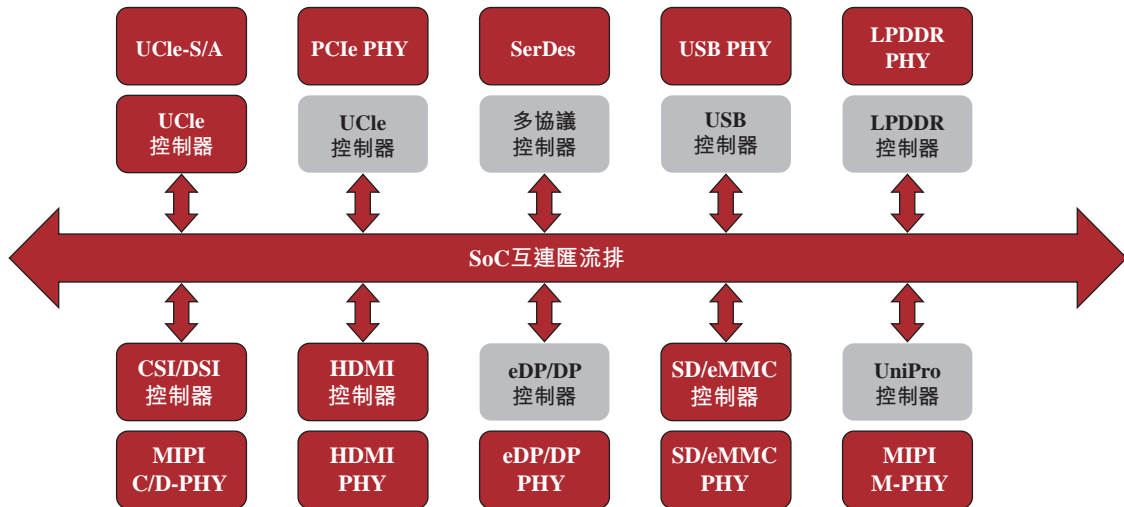 UCle-S/A
PCIe PHY
SerDes
USB PHY
LPDDR
PHY
UCle
控制器
UCle
控制器
多協議
控制器
USB
控制器
LPDDR
控制器
SoC互連匯流排
CSI/DSI
控制器
HDMI
控制器
eDP/DP
控制器
SD/eMMC
控制器
UniPro
控制器
MIPI
C/D-PHY
HDMI
PHY
eDP/DP
PHY
SD/eMMC
PHY
MIPI
M-PHY